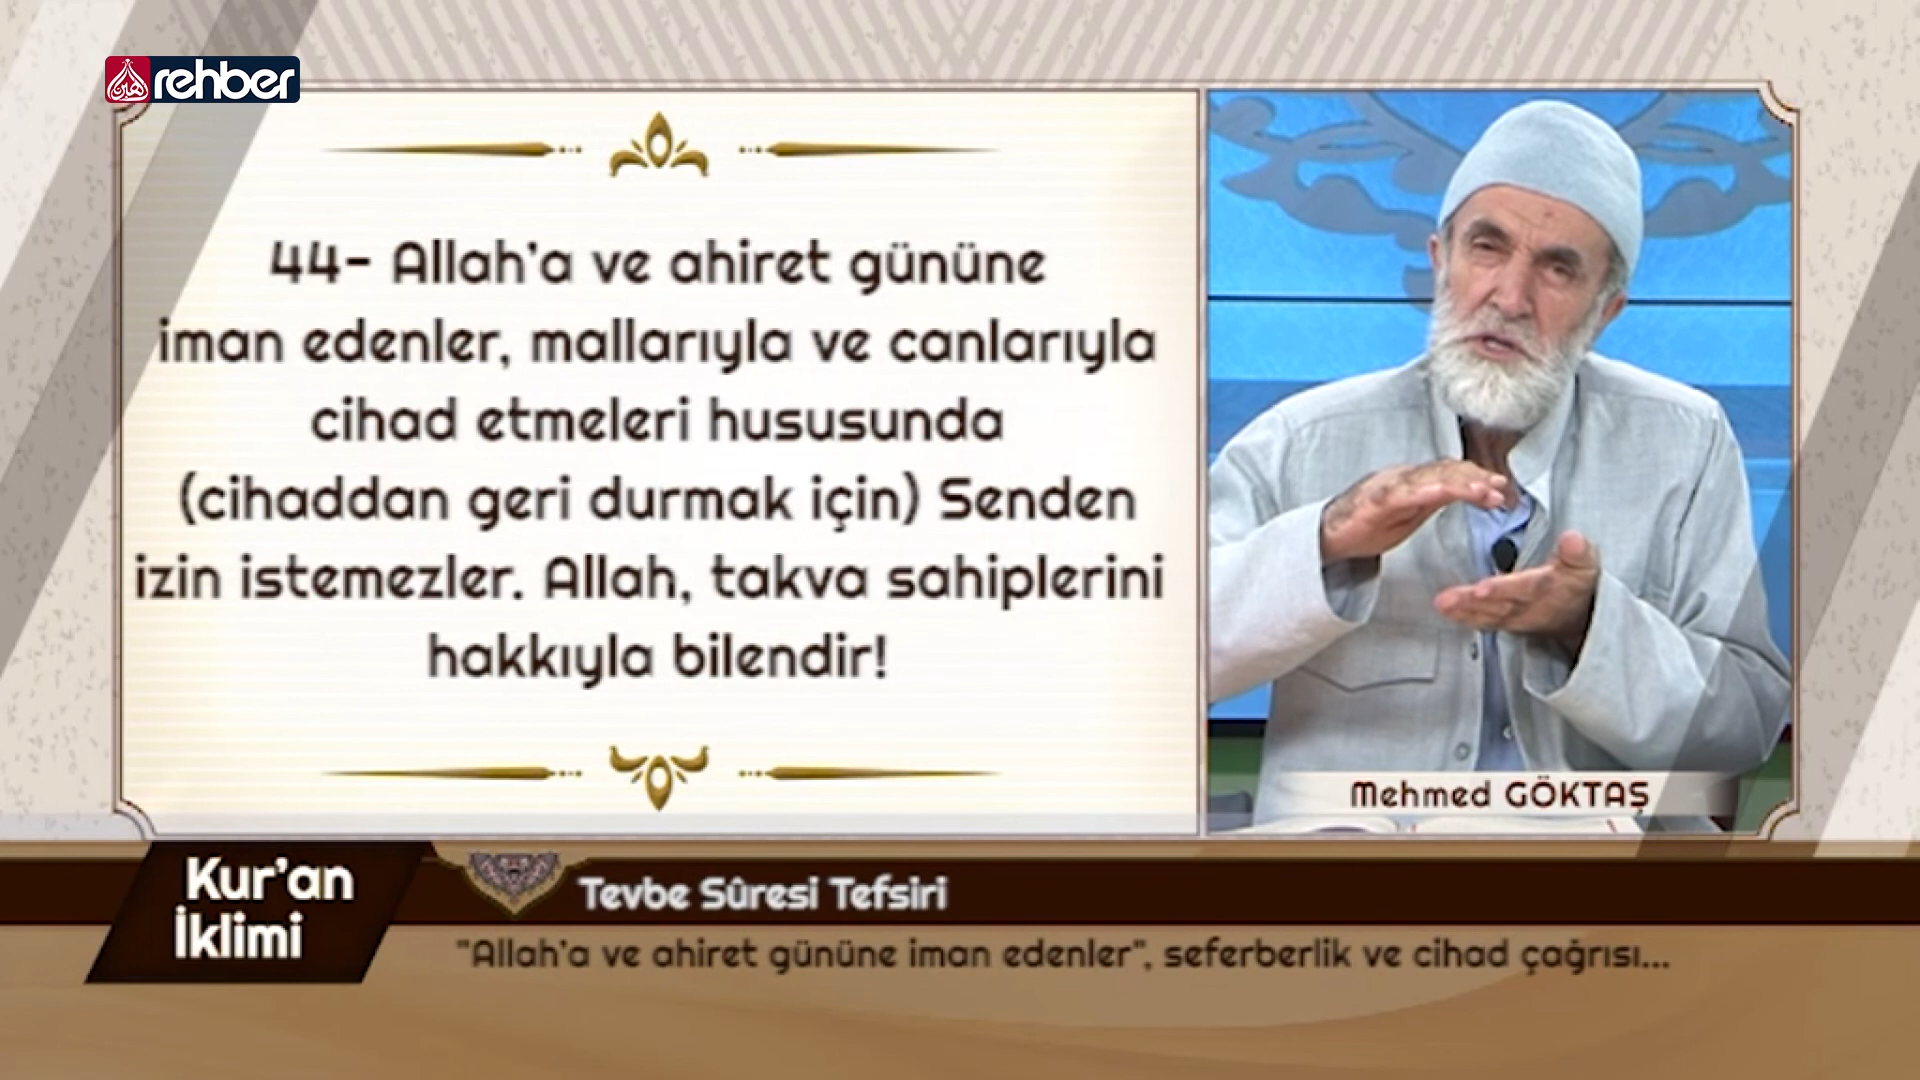 rehber
44- Allah'a ve ahiret gününe
iman edenler, mallarıyla ve canlarıyla
cihad etmeleri hususunda
(cihaddan geri durmak için) Senden
izin istemezler. Allah, takva sahiplerini
hakkıyla bilendir!
Mehmed GÖKTAŞ
Kur'an
İklimi
Tevbe Sûresi Tefsiri
"Allah'a ve ahiret gününe iman edenler", seferberlik ve cihad çağrısı...